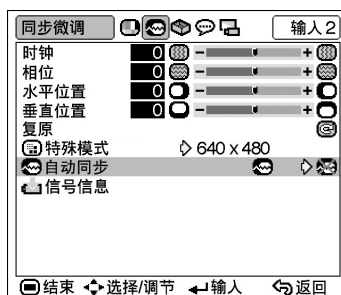 同步微调 输入2
时钟 0 - +
相位 0 - +
水平位置 0 - +
垂直位置 0 - +
复原
特殊模式 640 x 480
自动同步
信号信息
结束 选择/调节 输入 返回